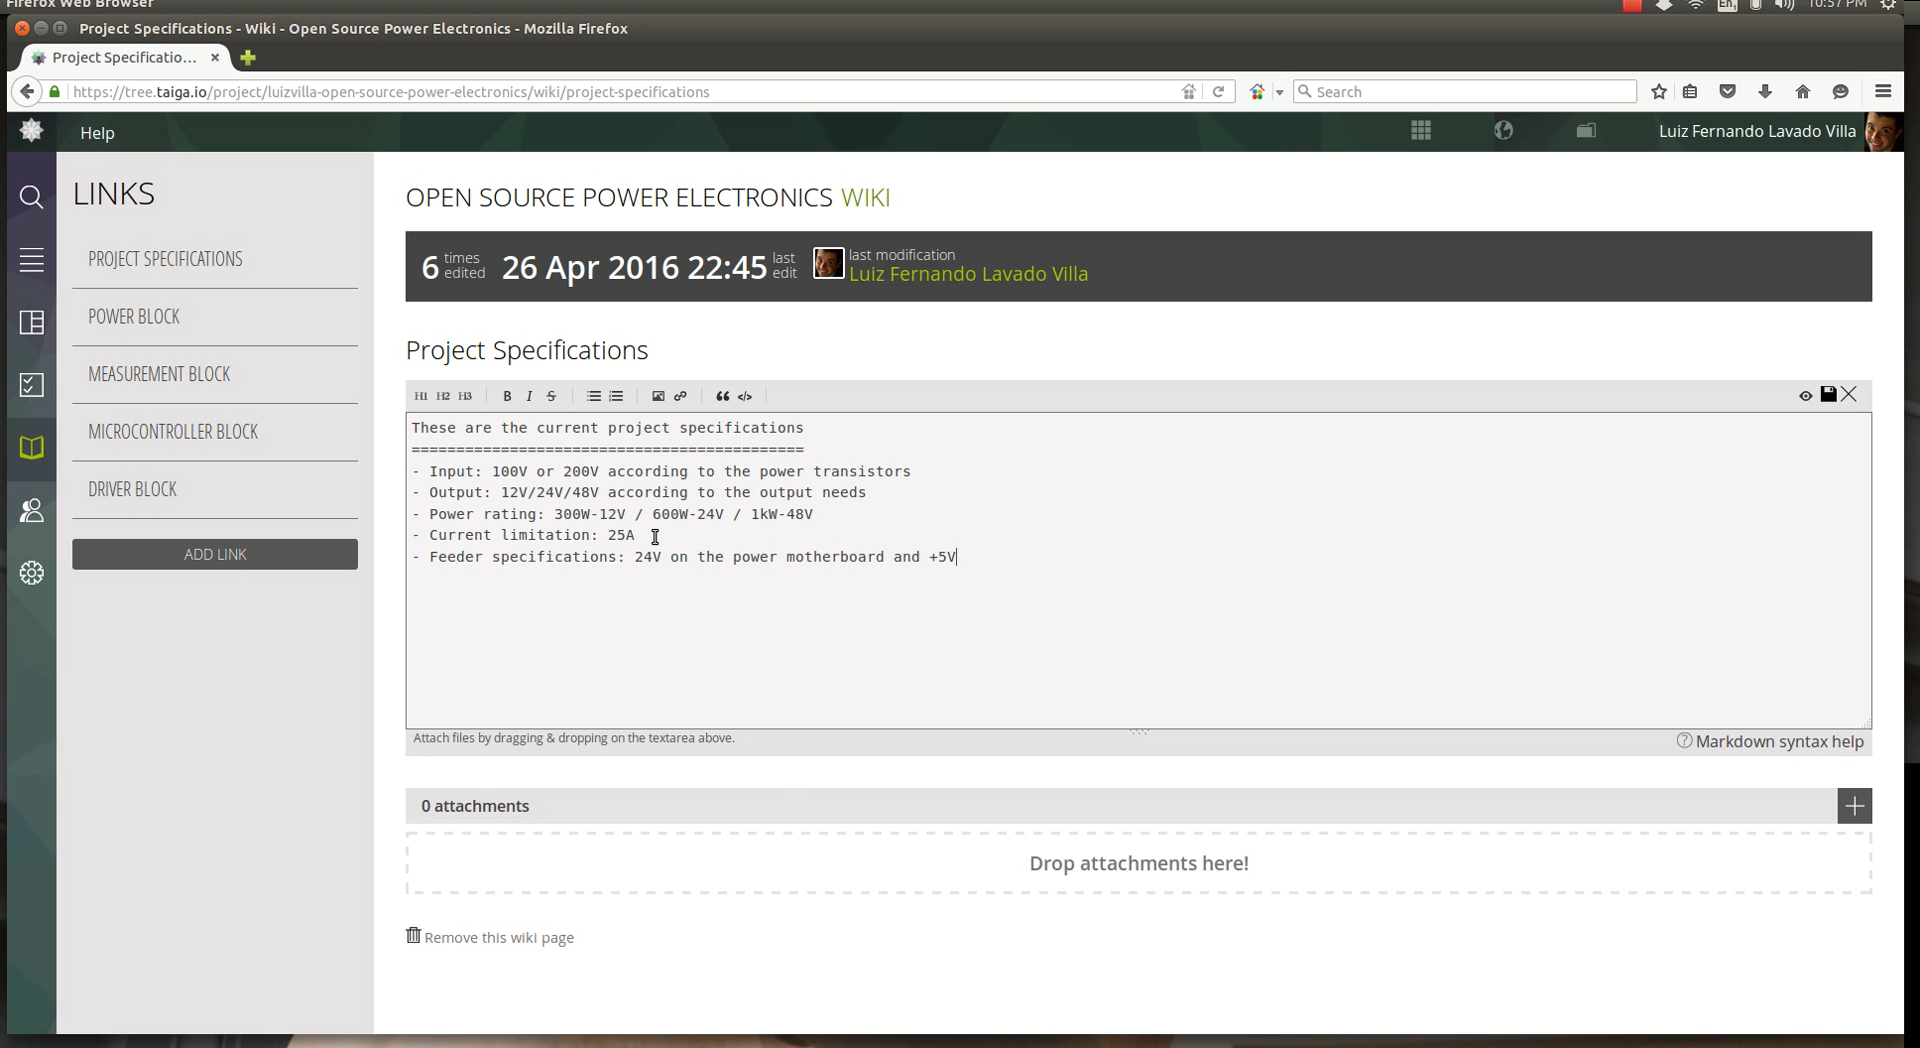 Firefox Web Browser
En
10:57 PM
Project Specifications - Wiki - Open Source Power Electronics - Mozilla Firefox
Project Specificatio...
https://tree.taiga.io/project/luizvilla-open-source-power-electronics/wiki/project-specifications
Search
Help
Luiz Fernando Lavado Villa
LINKS
PROJECT SPECIFICATIONS
POWER BLOCK
MEASUREMENT BLOCK
MICROCONTROLLER BLOCK
DRIVER BLOCK
ADD LINK
OPEN SOURCE POWER ELECTRONICS WIKI
6 times edited 26 Apr 2016 22:45 last edit
last modification
Luiz Fernando Lavado Villa
Project Specifications
H1 H2 H3 B I S
These are the current project specifications
============================================
- Input: 100V or 200V according to the power transistors
- Output: 12V/24V/48V according to the output needs
- Power rating: 300W-12V / 600W-24V / 1kW-48V
- Current limitation: 25A
- Feeder specifications: 24V on the power motherboard and +5V
Attach files by dragging & dropping on the textarea above.
Markdown syntax help
0 attachments
Drop attachments here!
Remove this wiki page